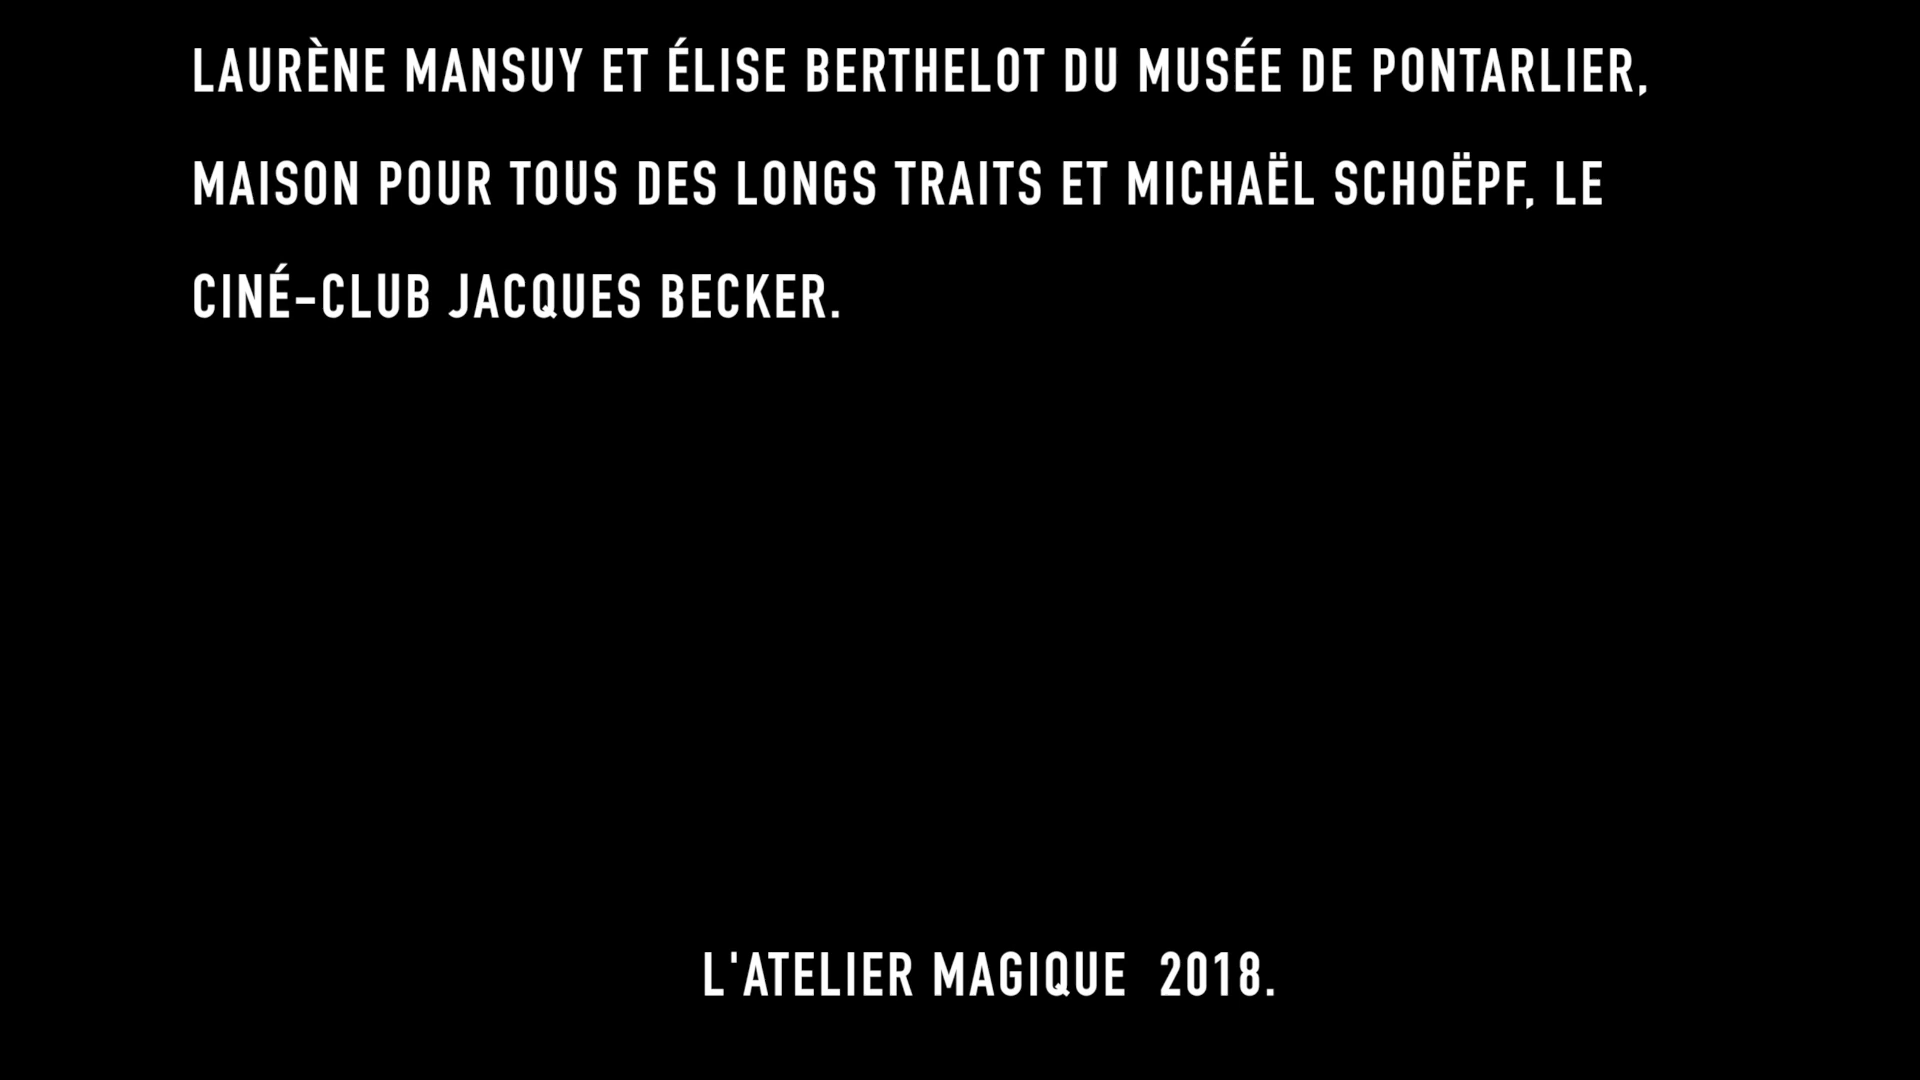 LAURÈNE MANSUY ET ÉLISE BERTHELOT DU MUSÉE DE PONTARLIER,
MAISON POUR TOUS DES LONGS TRAITS ET MICHAËL SCHOËPF, LE
CINÉ-CLUB JACQUES BECKER.
L'ATELIER MAGIQUE  2018.